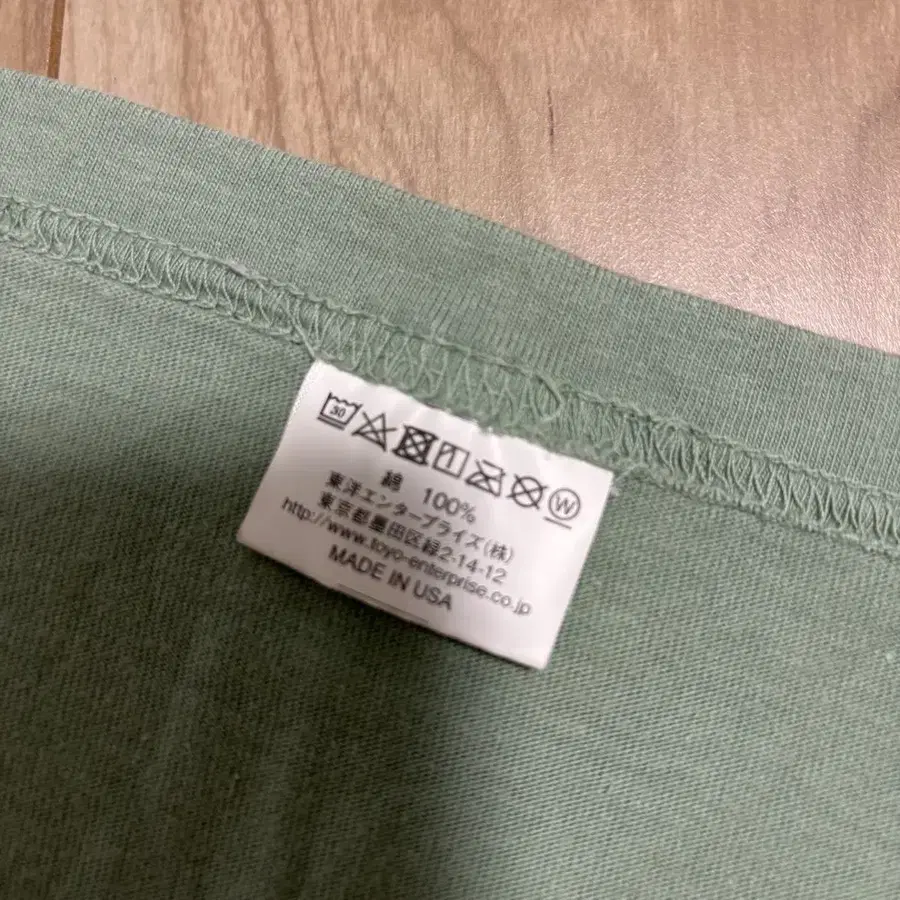 30 W
綿 100%
東洋エンタープライズ(株)
東京都墨田区緑2-14-12
http://www.toyo-enterprise.co.jp
MADE IN USA